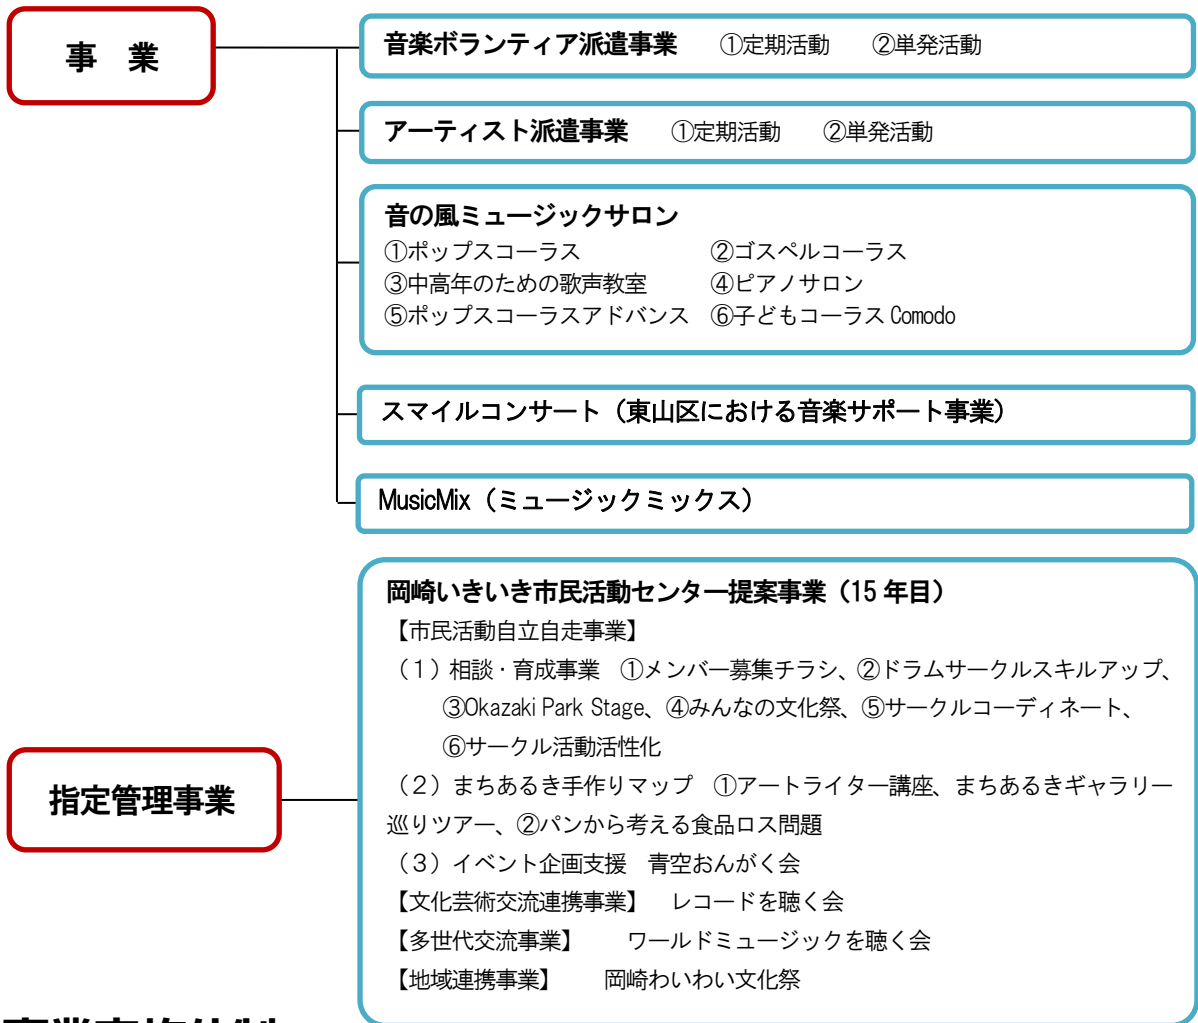 事　業
音楽ボランティア派遣事業　①定期活動　②単発活動
アーティスト派遣事業　①定期活動　②単発活動
音の風ミュージックサロン
①ポップスコーラス　②ゴスペルコーラス
③中高年のための歌声教室　④ピアノサロン
⑤ポップスコーラスアドバンス　⑥子どもコーラス Comodo
スマイルコンサート（東山区における音楽サポート事業）
MusicMix（ミュージックミックス）
指定管理事業
岡崎いきいき市民活動センター提案事業（15 年目）
【市民活動自立自走事業】
（１）相談・育成事業　①メンバー募集チラシ、②ドラムサークルスキルアップ、
③Okazaki Park Stage、④みんなの文化祭、⑤サークルコーディネート、
⑥サークル活動活性化
（２）まちあるき手作りマップ　①アートライター講座、まちあるきギャラリー
巡りツアー、②パンから考える食品ロス問題
（３）イベント企画支援　青空おんがく会
【文化芸術交流連携事業】　レコードを聴く会
【多世代交流事業】　ワールドミュージックを聴く会
【地域連携事業】　岡崎わいわい文化祭